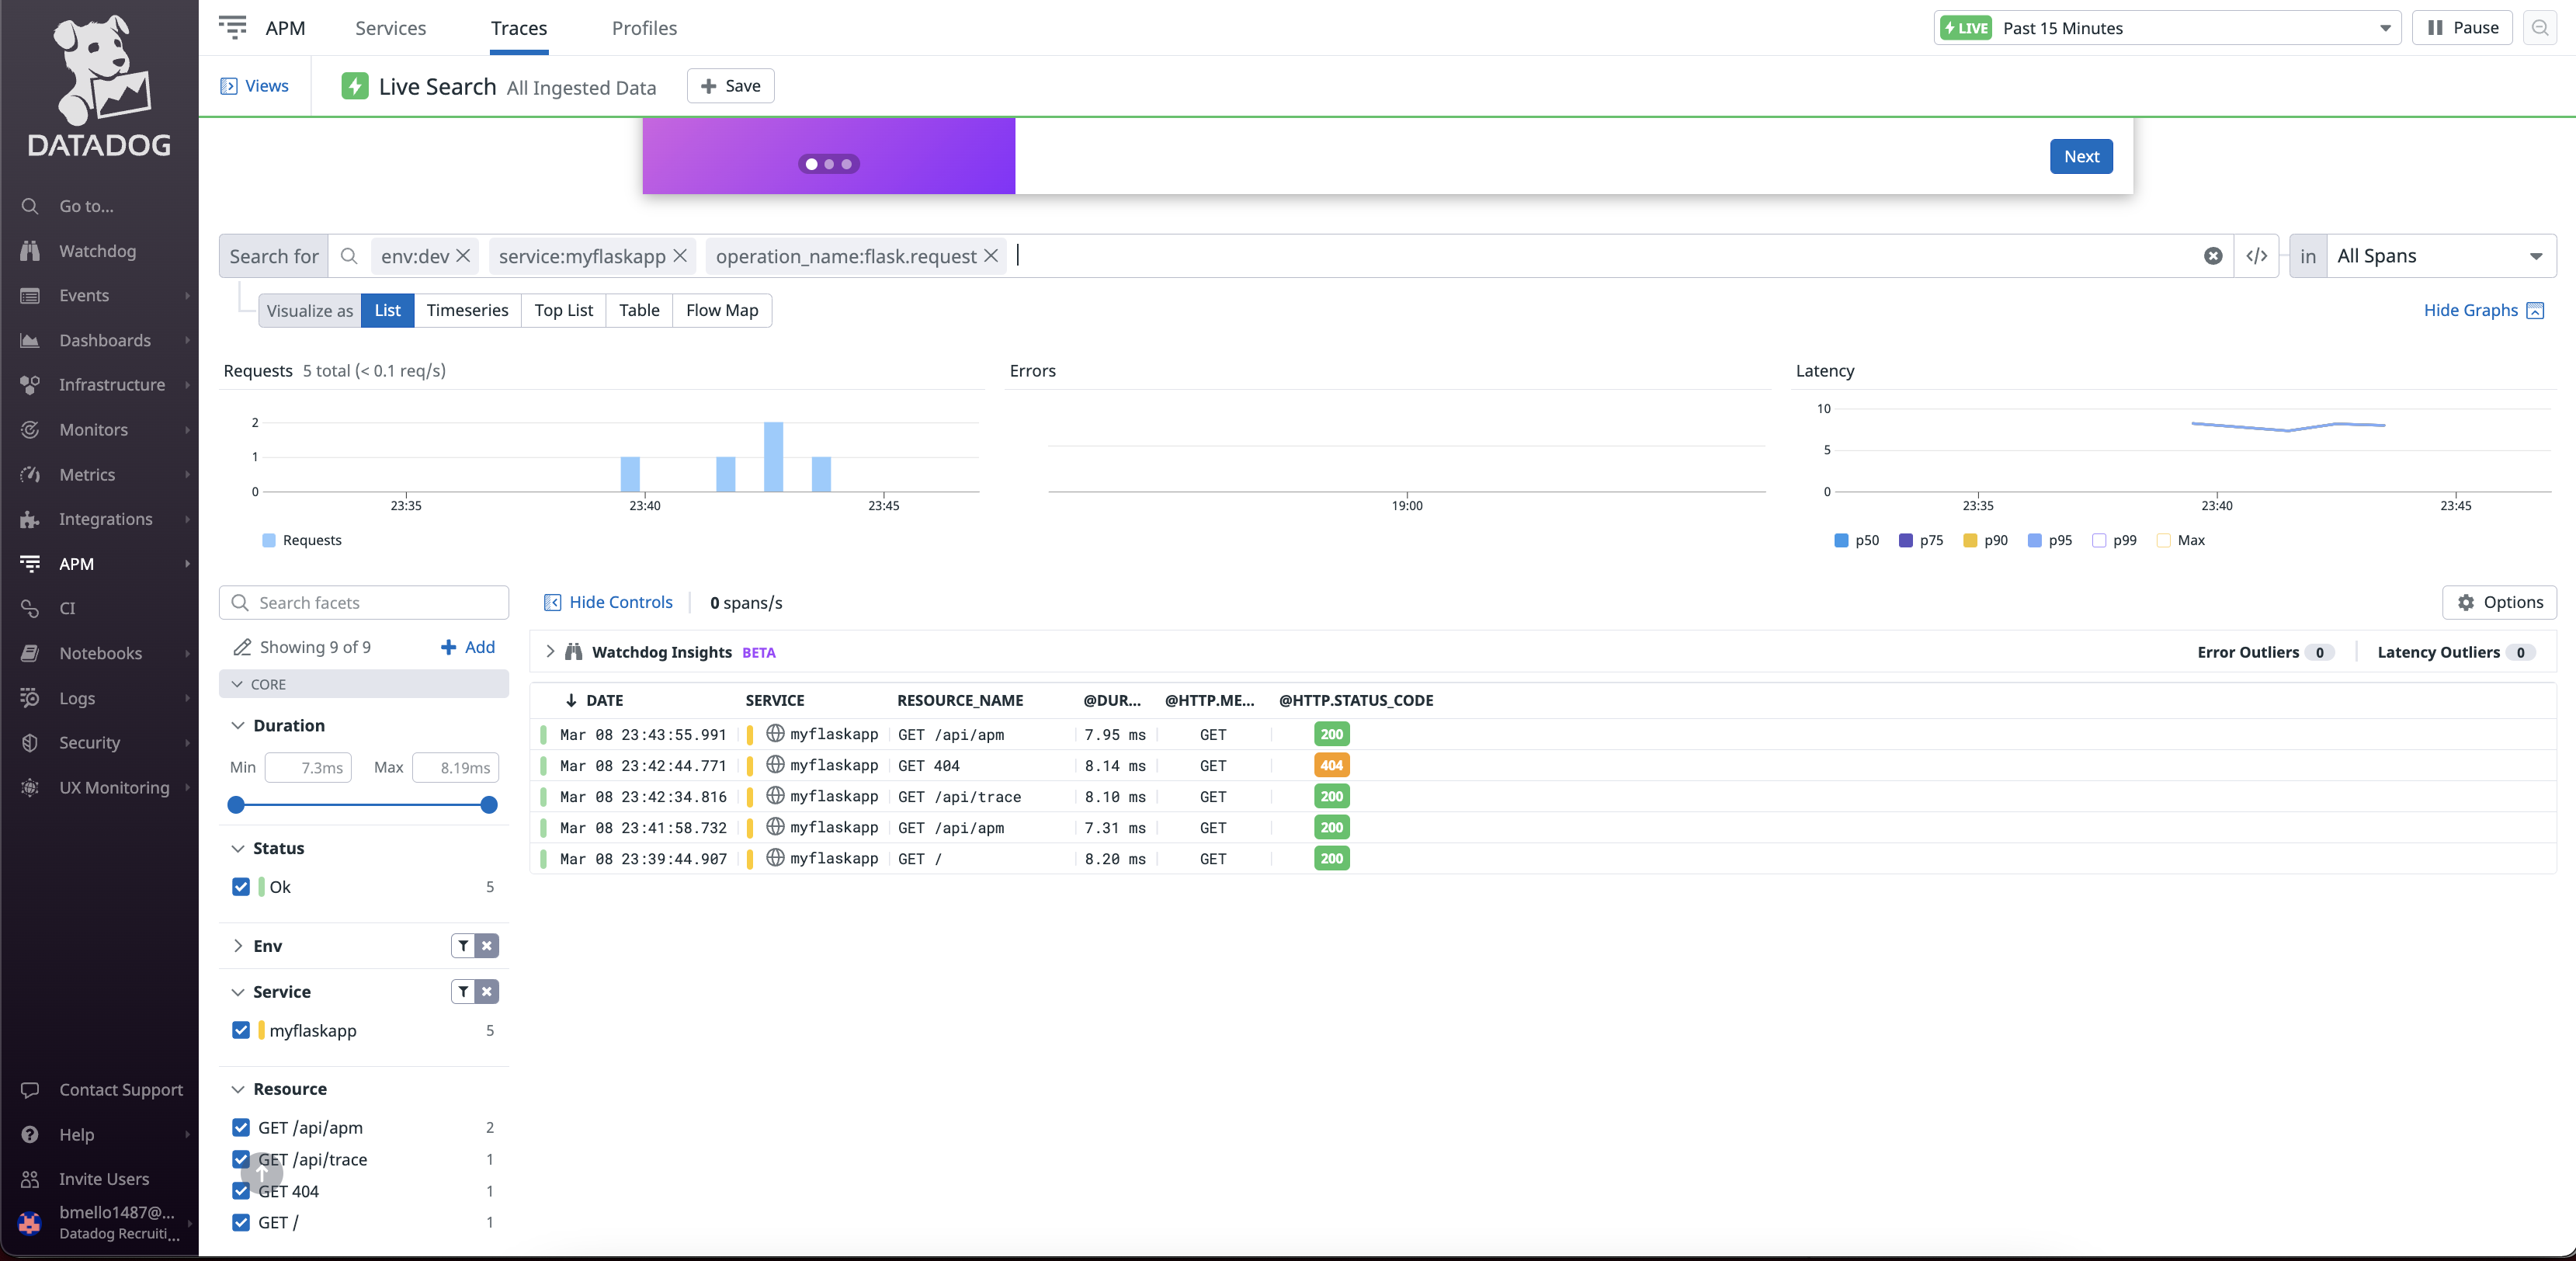 DATADOG
Go to...
Watchdog
Events
Dashboards
Infrastructure
Monitors
Metrics
Integrations
APM
CI
Notebooks
Logs
Security
UX Monitoring
Contact Support
Help
Invite Users
bmello1487@...
Datadog Recruiti...
APM Services Traces Profiles
LIVE Past 15 Minutes Pause
Views Live Search All Ingested Data Save
Next
Search for env:dev service:myflaskapp operation_name:flask.request </> in All Spans
Visualize as List Timeseries Top List Table Flow Map Hide Graphs
Requests 5 total (< 0.1 req/s)
2
1
0
23:35 23:40 23:45
Requests
Errors
19:00
Latency
10
5
0
23:35 23:40 23:45
p50 p75 p90 p95 p99 Max
Search facets
Showing 9 of 9 Add
CORE
Duration
Min 7.3ms Max 8.19ms
Status
Ok 5
Env
Service
myflaskapp 5
Resource
GET /api/apm 2
GET /api/trace 1
GET 404 1
GET / 1
Hide Controls 0 spans/s Options
Watchdog Insights BETA Error Outliers 0 Latency Outliers 0
DATE SERVICE RESOURCE_NAME @DUR... @HTTP.ME... @HTTP.STATUS_CODE
Mar 08 23:43:55.991 myflaskapp GET /api/apm 7.95 ms GET 200
Mar 08 23:42:44.771 myflaskapp GET 404 8.14 ms GET 404
Mar 08 23:42:34.816 myflaskapp GET /api/trace 8.10 ms GET 200
Mar 08 23:41:58.732 myflaskapp GET /api/apm 7.31 ms GET 200
Mar 08 23:39:44.907 myflaskapp GET / 8.20 ms GET 200